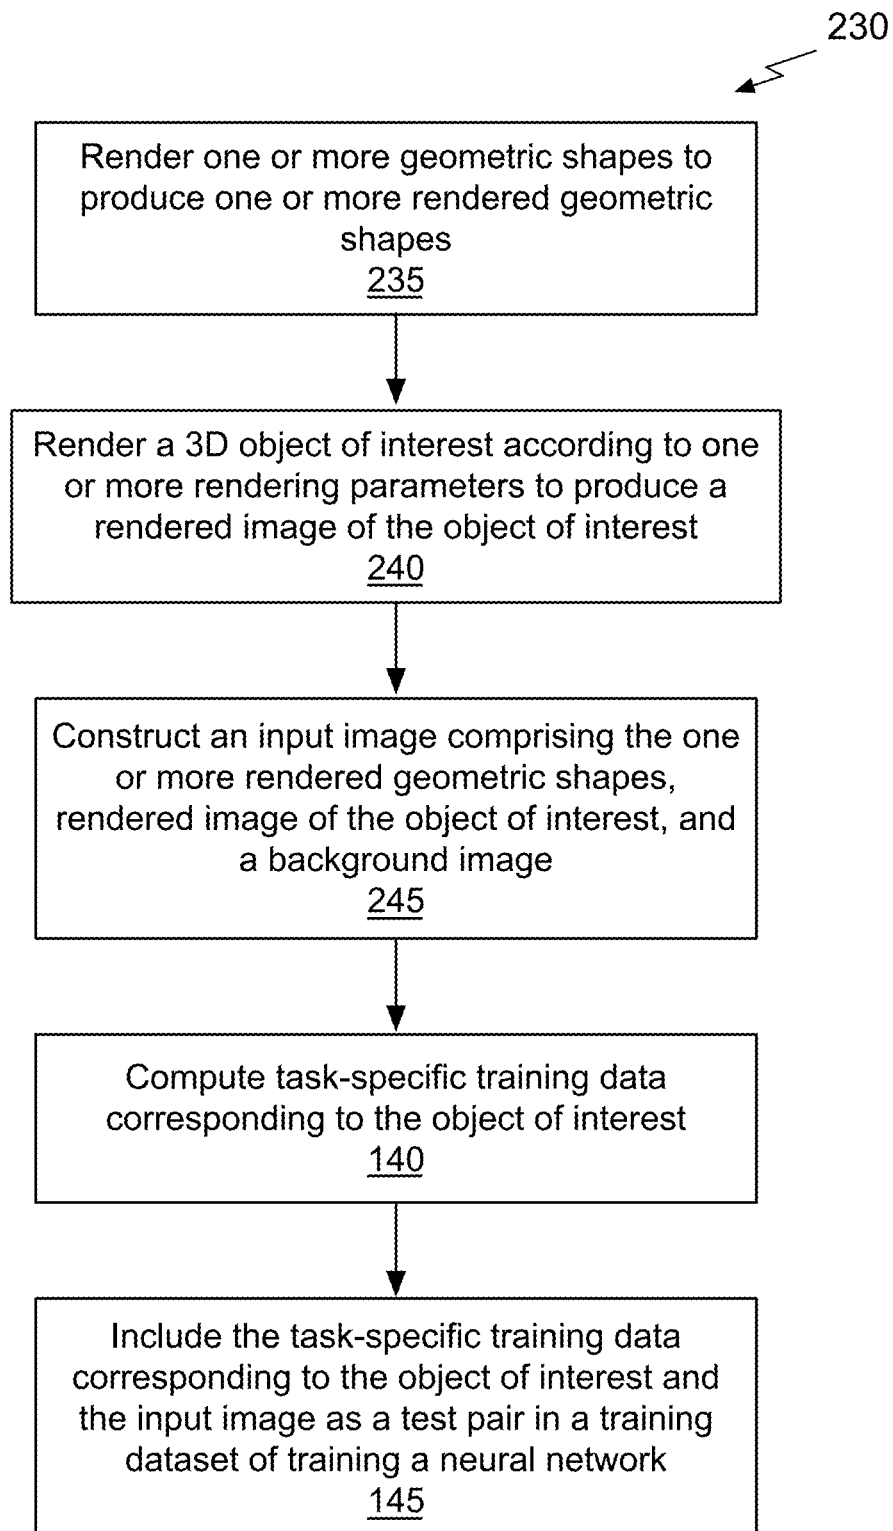 230
Render one or more geometric shapes to
produce one or more rendered geometric
shapes
235
Render a 3D object of interest according to one
or more rendering parameters to produce a
rendered image of the object of interest
240
Construct an input image comprising the one
or more rendered geometric shapes,
rendered image of the object of interest, and
a background image
245
Compute task-specific training data
corresponding to the object of interest
140
Include the task-specific training data
corresponding to the object of interest and
the input image as a test pair in a training
dataset of training a neural network
145